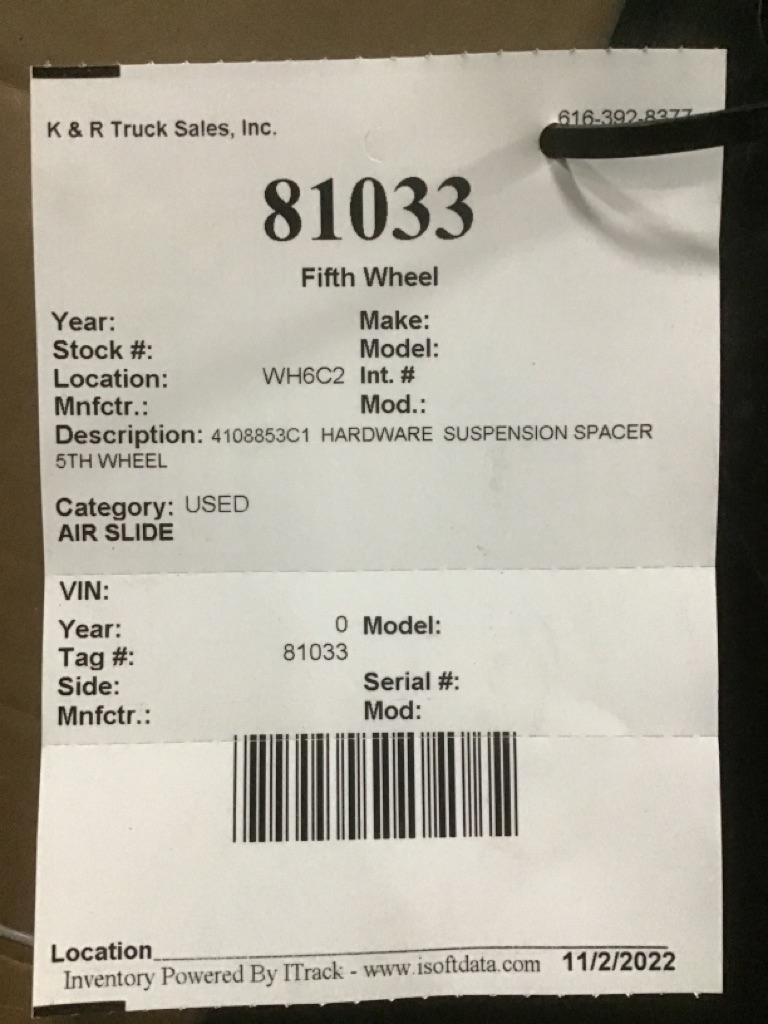 K & R Truck Sales, Inc. 616-392-8377
81033
Fifth Wheel
Year: Make:
Stock #: Model:
Location: WH6C2 Int. #
Mnfctr.: Mod.:
Description: 4108853C1 HARDWARE SUSPENSION SPACER
5TH WHEEL
Category: USED
AIR SLIDE
VIN:
Year: 0 Model:
Tag #: 81033
Side: Serial #:
Mnfctr.: Mod:
Location 11/2/2022
Inventory Powered By ITrack - www.isoftdata.com